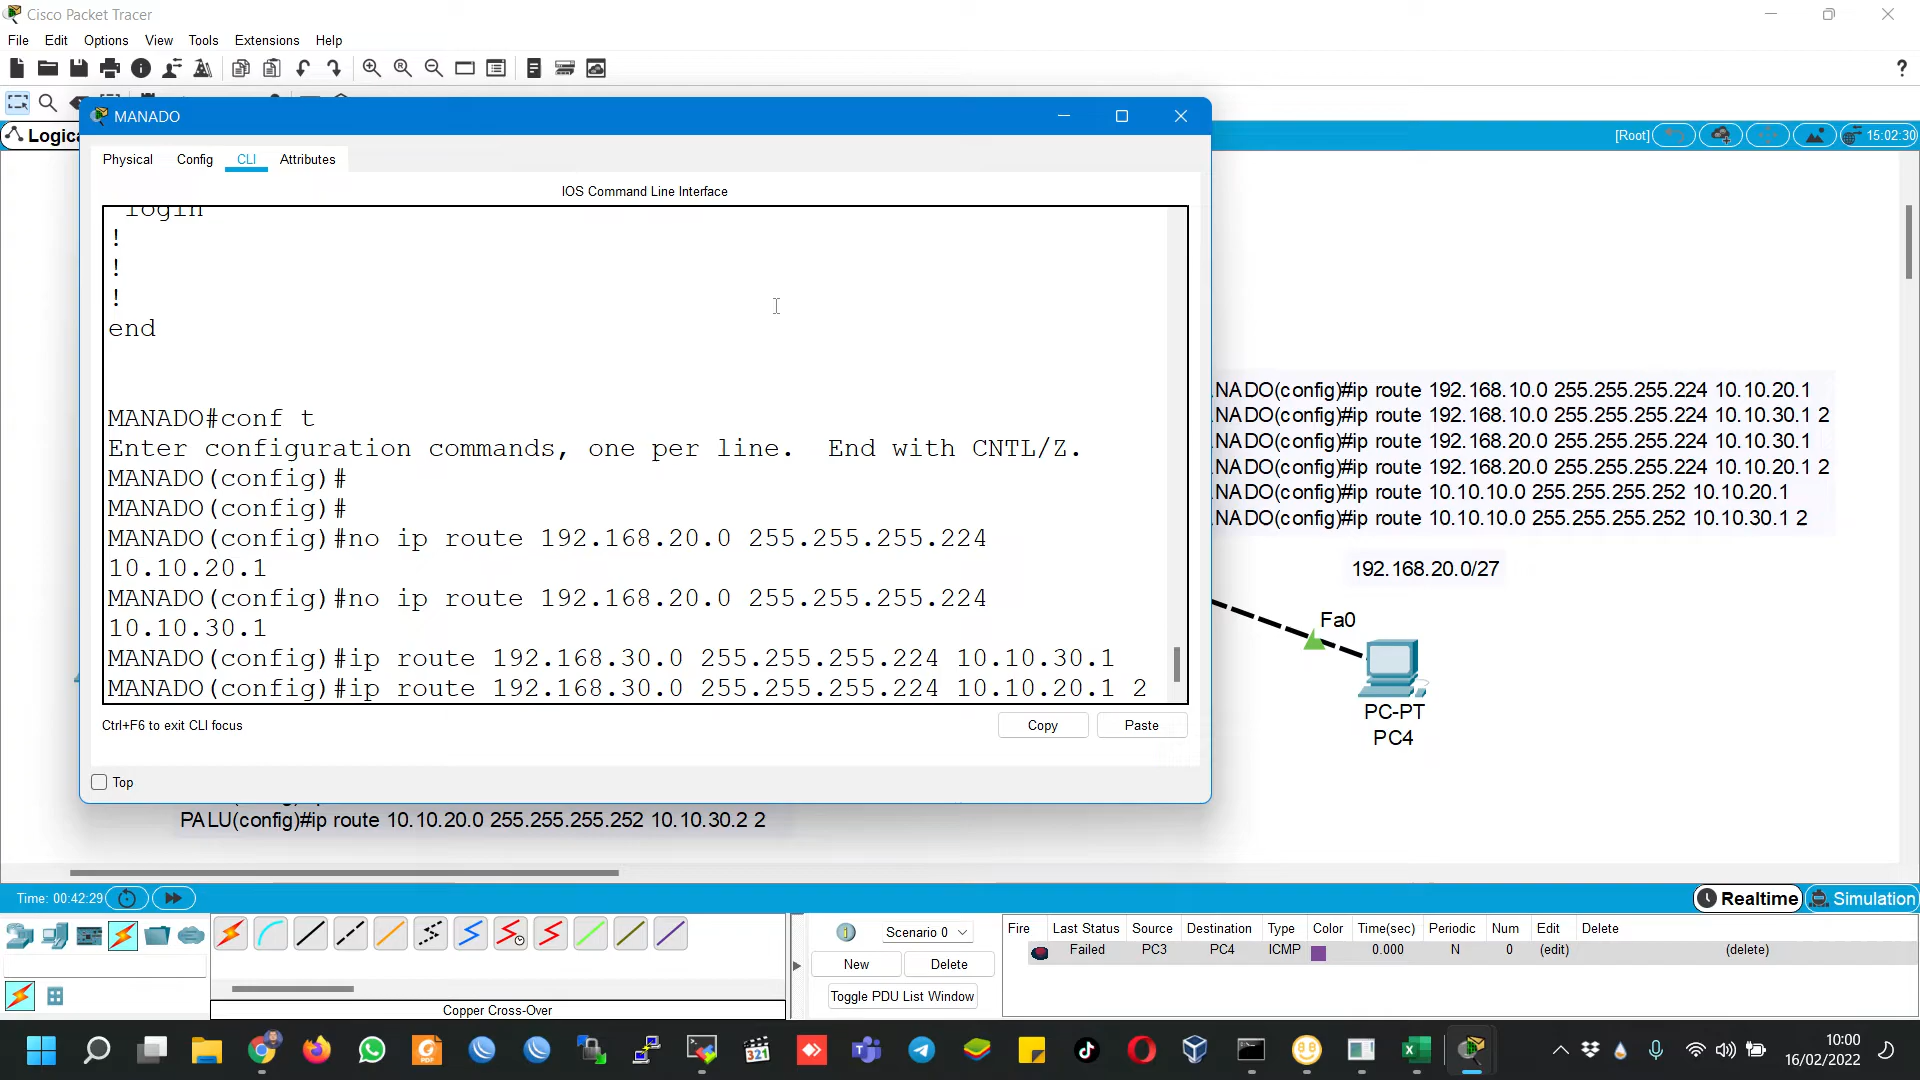 Cisco Packet Tracer
File Edit Options View Tools Extensions Help
?
MANADO
[Root] 15:02:30
Physical Config CLI Attributes
IOS Command Line Interface
login
!
!
!
end
MANADO#conf t
Enter configuration commands, one per line. End with CNTL/Z.
MANADO(config)#
MANADO(config)#
MANADO(config)#no ip route 192.168.20.0 255.255.255.224
10.10.20.1
MANADO(config)#no ip route 192.168.20.0 255.255.255.224
10.10.30.1
MANADO(config)#ip route 192.168.30.0 255.255.255.224 10.10.30.1
MANADO(config)#ip route 192.168.30.0 255.255.255.224 10.10.20.1 2
Ctrl+F6 to exit CLI focus
Copy Paste
Top
NADO(config)#ip route 192.168.10.0 255.255.255.224 10.10.20.1
NADO(config)#ip route 192.168.10.0 255.255.255.224 10.10.30.1 2
NADO(config)#ip route 192.168.20.0 255.255.255.224 10.10.30.1
NADO(config)#ip route 192.168.20.0 255.255.255.224 10.10.20.1 2
NADO(config)#ip route 10.10.10.0 255.255.255.252 10.10.20.1
NADO(config)#ip route 10.10.10.0 255.255.255.252 10.10.30.1 2
192.168.20.0/27
Fa0
PC-PT
PC4
PALU(config)#ip route 10.10.20.0 255.255.255.252 10.10.30.2 2
Time: 00:42:29
Realtime Simulation
Scenario 0
New Delete
Toggle PDU List Window
Copper Cross-Over
Fire Last Status Source Destination Type Color Time(sec) Periodic Num Edit Delete
Failed PC3 PC4 ICMP 0.000 N 0 (edit) (delete)
321
10:00
16/02/2022